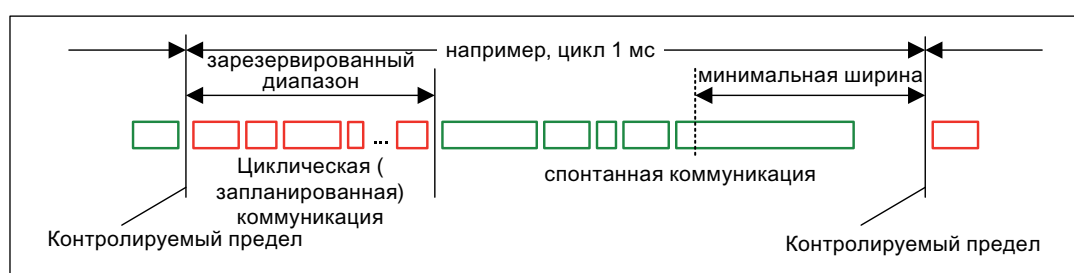 например, цикл 1 мс
зарезервированный
диапазон
минимальная ширина
...
Циклическая (
запланированная)
коммуникация
спонтанная коммуникация
Контролируемый предел
Контролируемый предел